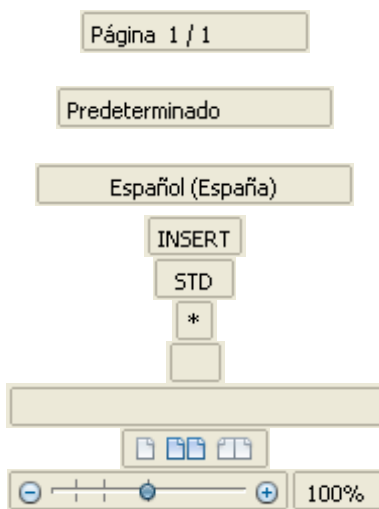 Página 1 / 1
Predeterminado
Español (España)
INSERT
STD
*
100%